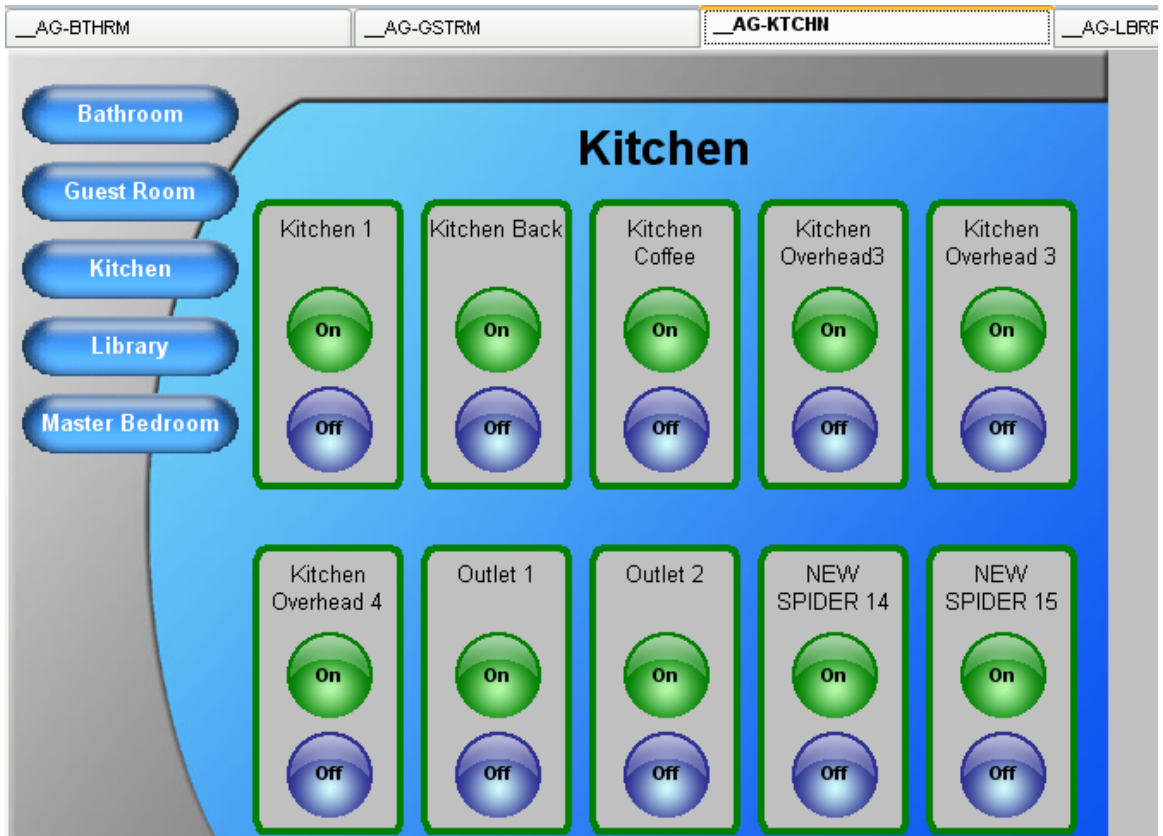 __AG-BTHRM
__AG-GSTRM
__AG-KTCHN
__AG-LBRR
Bathroom
Guest Room
Kitchen
Library
Master Bedroom
Kitchen
Kitchen 1
On
Off
Kitchen Back
On
Off
Kitchen
Coffee
On
Off
Kitchen
Overhead3
On
Off
Kitchen
Overhead 3
On
Off
Kitchen
Overhead 4
On
Off
Outlet 1
On
Off
Outlet 2
On
Off
NEW
SPIDER 14
On
Off
NEW
SPIDER 15
On
Off